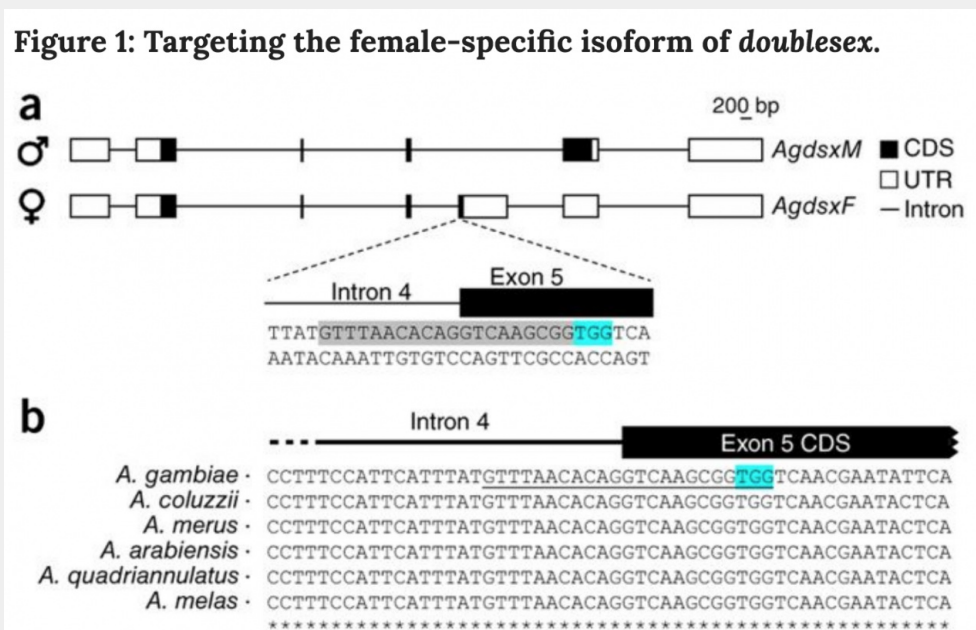 Figure 1: Targeting the female-specific isoform of doublesex.
a
200 bp
♂ AgdsxM
♀ AgdsxF
CDS
UTR
Intron
Intron 4 Exon 5
TTATGTTTAACACAGGTCAAGCGGTGGTCA
AATACAAATTGTGTCCAGTTCGCCACCAGT
b
Intron 4 Exon 5 CDS
A. gambiae · CCTTTCCATTCATTTATGTTTAACACAGGTCAAGCGGTGGTCAACGAATATTCA
A. coluzzii · CCTTTCCATTCATTTATGTTTAACACAGGTCAAGCGGTGGTCAACGAATACTCA
A. merus · CCTTTCCATTCATTTATGTTTAACACAGGTCAAGCGGTGGTCAACGAATACTCA
A. arabiensis · CCTTTCCATTCATTTATGTTTAACACAGGTCAAGCGGTGGTCAACGAATACTCA
A. quadriannulatus · CCTTTCCATTCATTTATGTTTAACACAGGTCAAGCGGTGGTCAACGAATACTCA
A. melas · CCTTTCCATTCATTTATGTTTAACACAGGTCAAGCGGTGGTCAACGAATACTCA
******************************************************